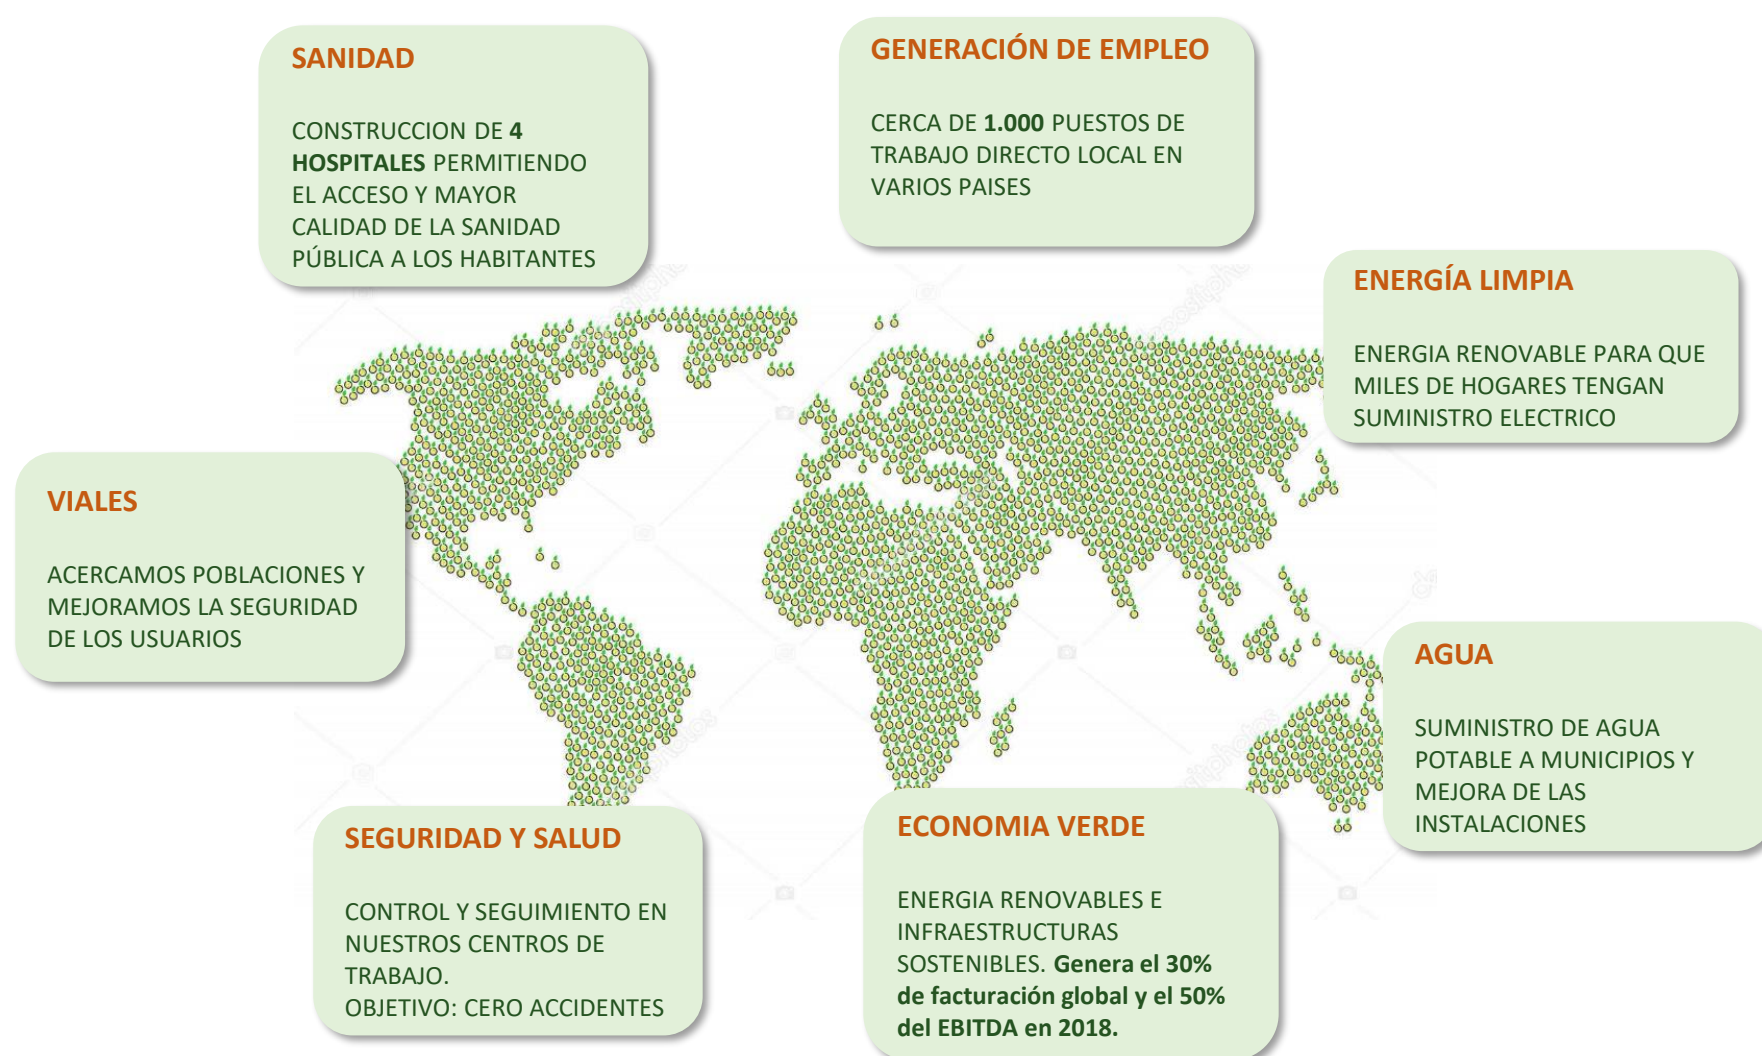 SANIDAD
CONSTRUCCION DE 4
HOSPITALES PERMITIENDO
EL ACCESO Y MAYOR
CALIDAD DE LA SANIDAD
PÚBLICA A LOS HABITANTES
GENERACIÓN DE EMPLEO
CERCA DE 1.000 PUESTOS DE
TRABAJO DIRECTO LOCAL EN
VARIOS PAISES
ENERGÍA LIMPIA
ENERGIA RENOVABLE PARA QUE
MILES DE HOGARES TENGAN
SUMINISTRO ELECTRICO
VIALES
ACERCAMOS POBLACIONES Y
MEJORAMOS LA SEGURIDAD
DE LOS USUARIOS
AGUA
SUMINISTRO DE AGUA
POTABLE A MUNICIPIOS Y
MEJORA DE LAS
INSTALACIONES
SEGURIDAD Y SALUD
CONTROL Y SEGUIMIENTO EN
NUESTROS CENTROS DE
TRABAJO.
OBJETIVO: CERO ACCIDENTES
ECONOMIA VERDE
ENERGIA RENOVABLES E
INFRAESTRUCTURAS
SOSTENIBLES. Genera el 30%
de facturación global y el 50%
del EBITDA en 2018.